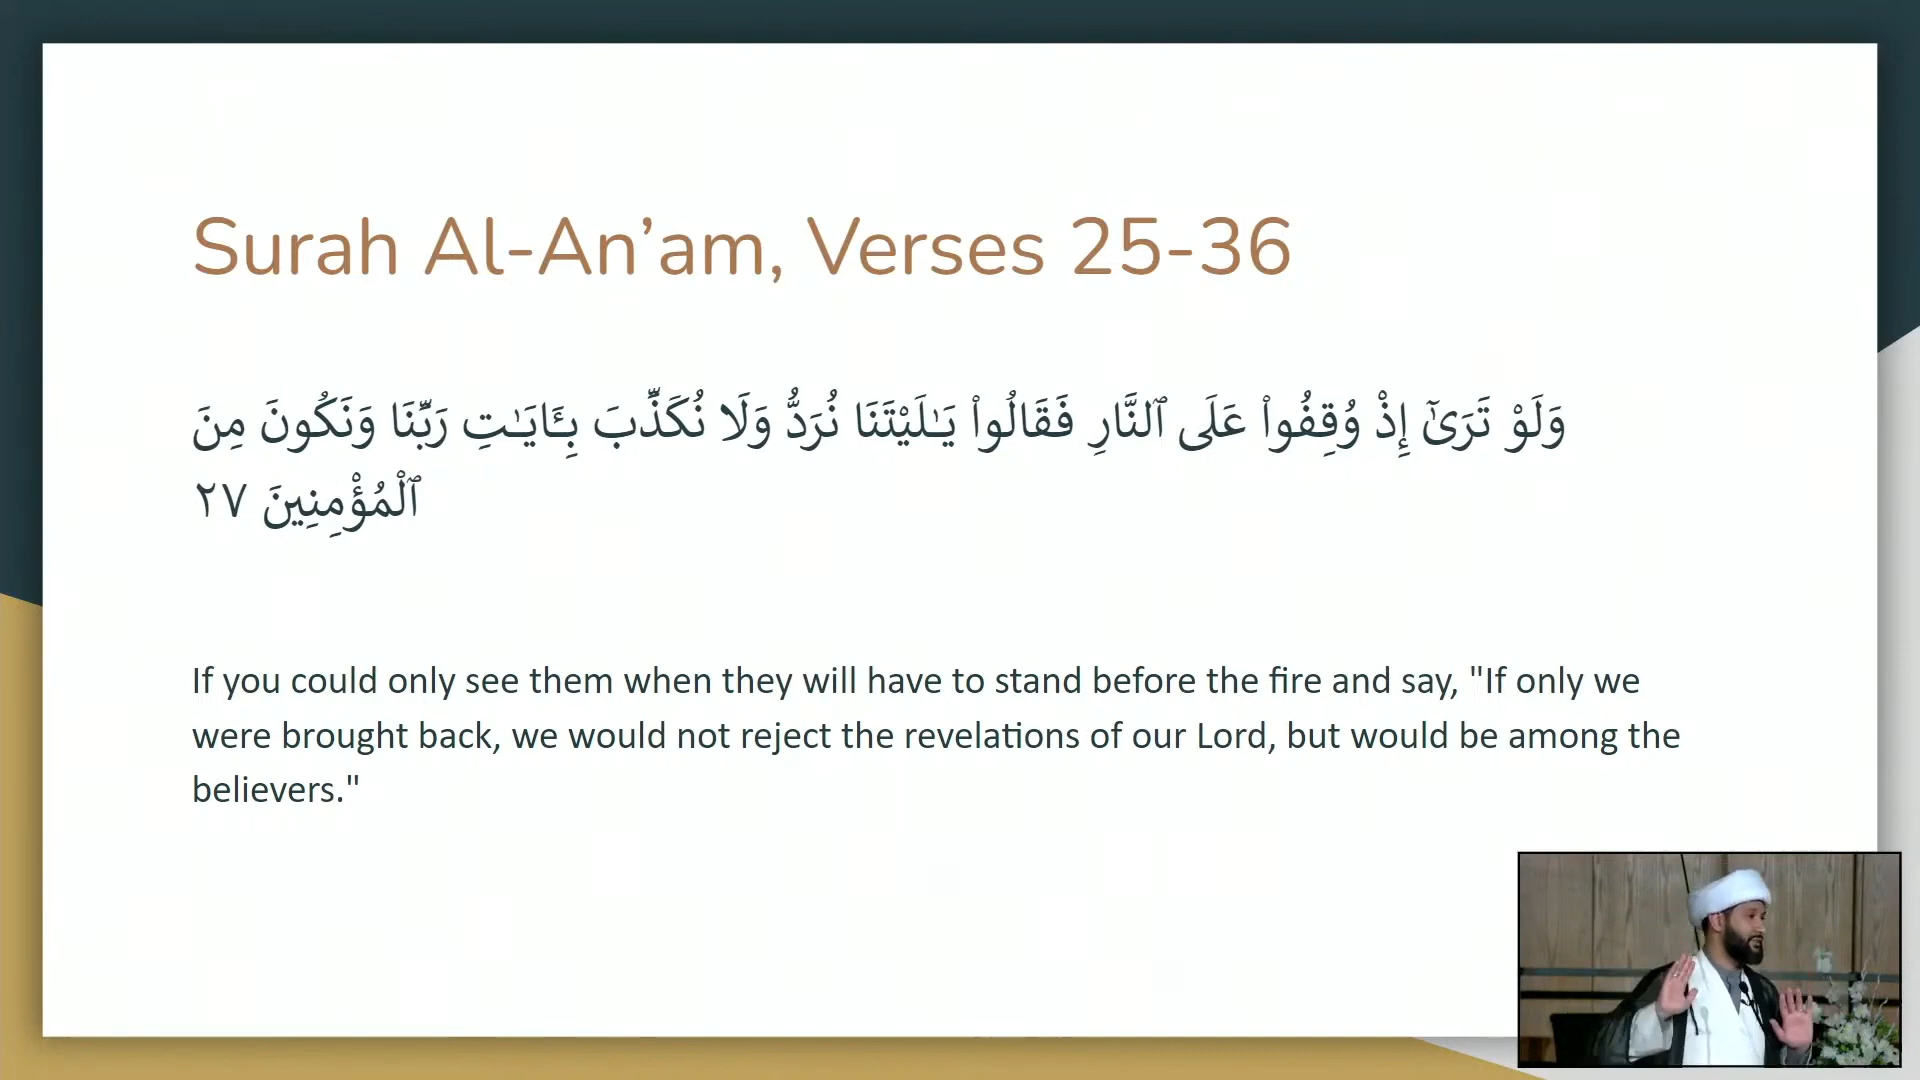 Surah Al-An’am, Verses 25-36
وَلَوْ تَرَىٰٓ إِذْ وُقِفُوا۟ عَلَى ٱلنَّارِ فَقَالُوا۟ يَـٰلَيْتَنَا نُرَدُّ وَلَا نُكَذِّبَ بِـَٔايَـٰتِ رَبِّنَا وَنَكُونَ مِنَ
ٱلْمُؤْمِنِينَ ٢٧
If you could only see them when they will have to stand before the fire and say, "If only we
were brought back, we would not reject the revelations of our Lord, but would be among the
believers."